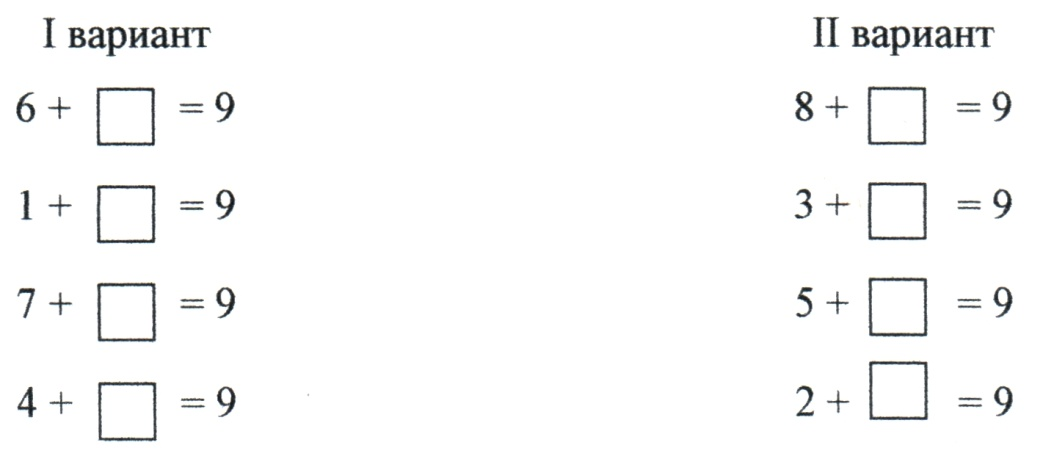 I вариант
6 + □ = 9
1 + □ = 9
7 + □ = 9
4 + □ = 9
II вариант
8 + □ = 9
3 + □ = 9
5 + □ = 9
2 + □ = 9